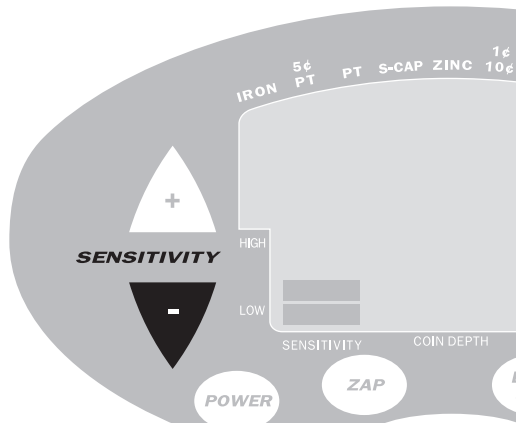 IRON
5¢
PT
PT
S-CAP
ZINC
1¢
10¢
+
SENSITIVITY
-
HIGH
LOW
SENSITIVITY
COIN DEPTH
POWER
ZAP